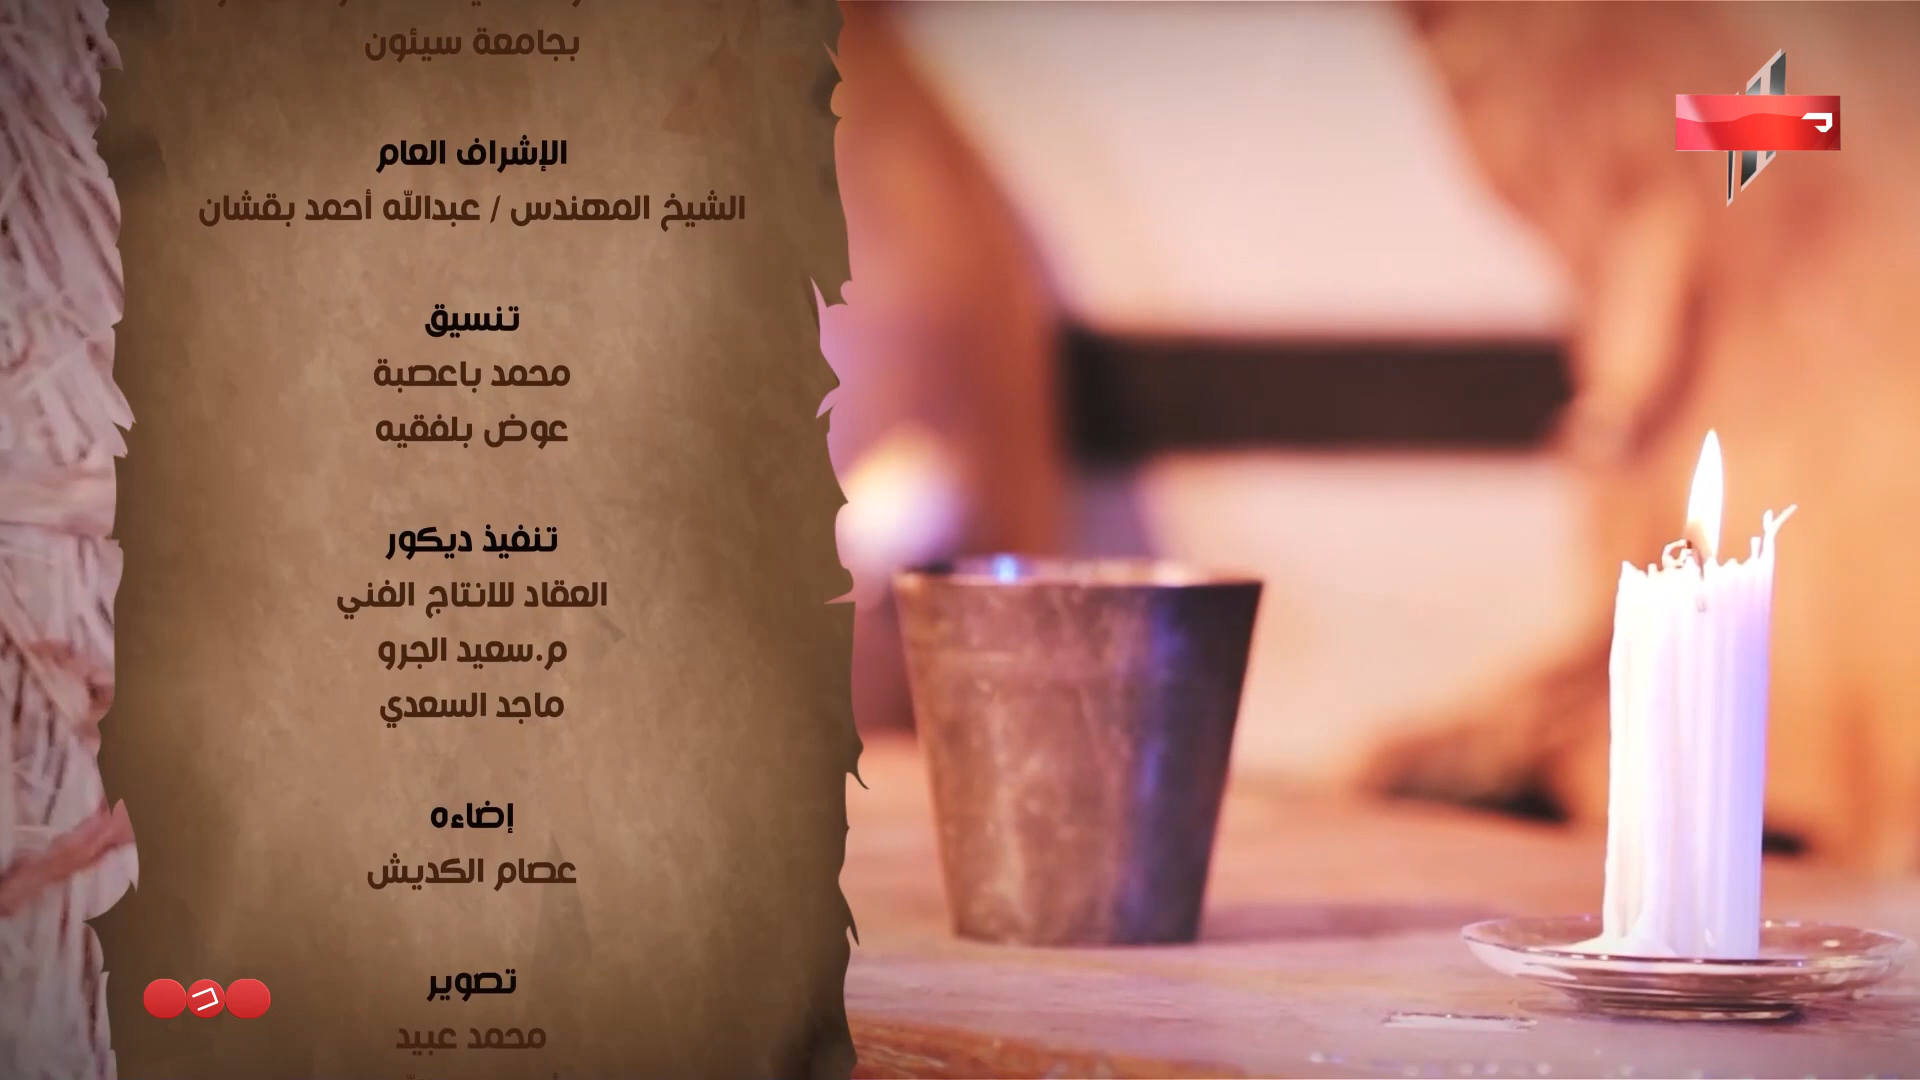 بجامعة سيئون
الإشراف العام
الشيخ المهندس / عبدالله أحمد بقشان
تنسيق
محمد باعصبة
عوض بلفقيه
تنفيذ ديكور
العقاد للانتاج الفني
م.سعيد الجرو
ماجد السعدي
إضاءه
عصام الكديش
تصوير
محمد عبيد